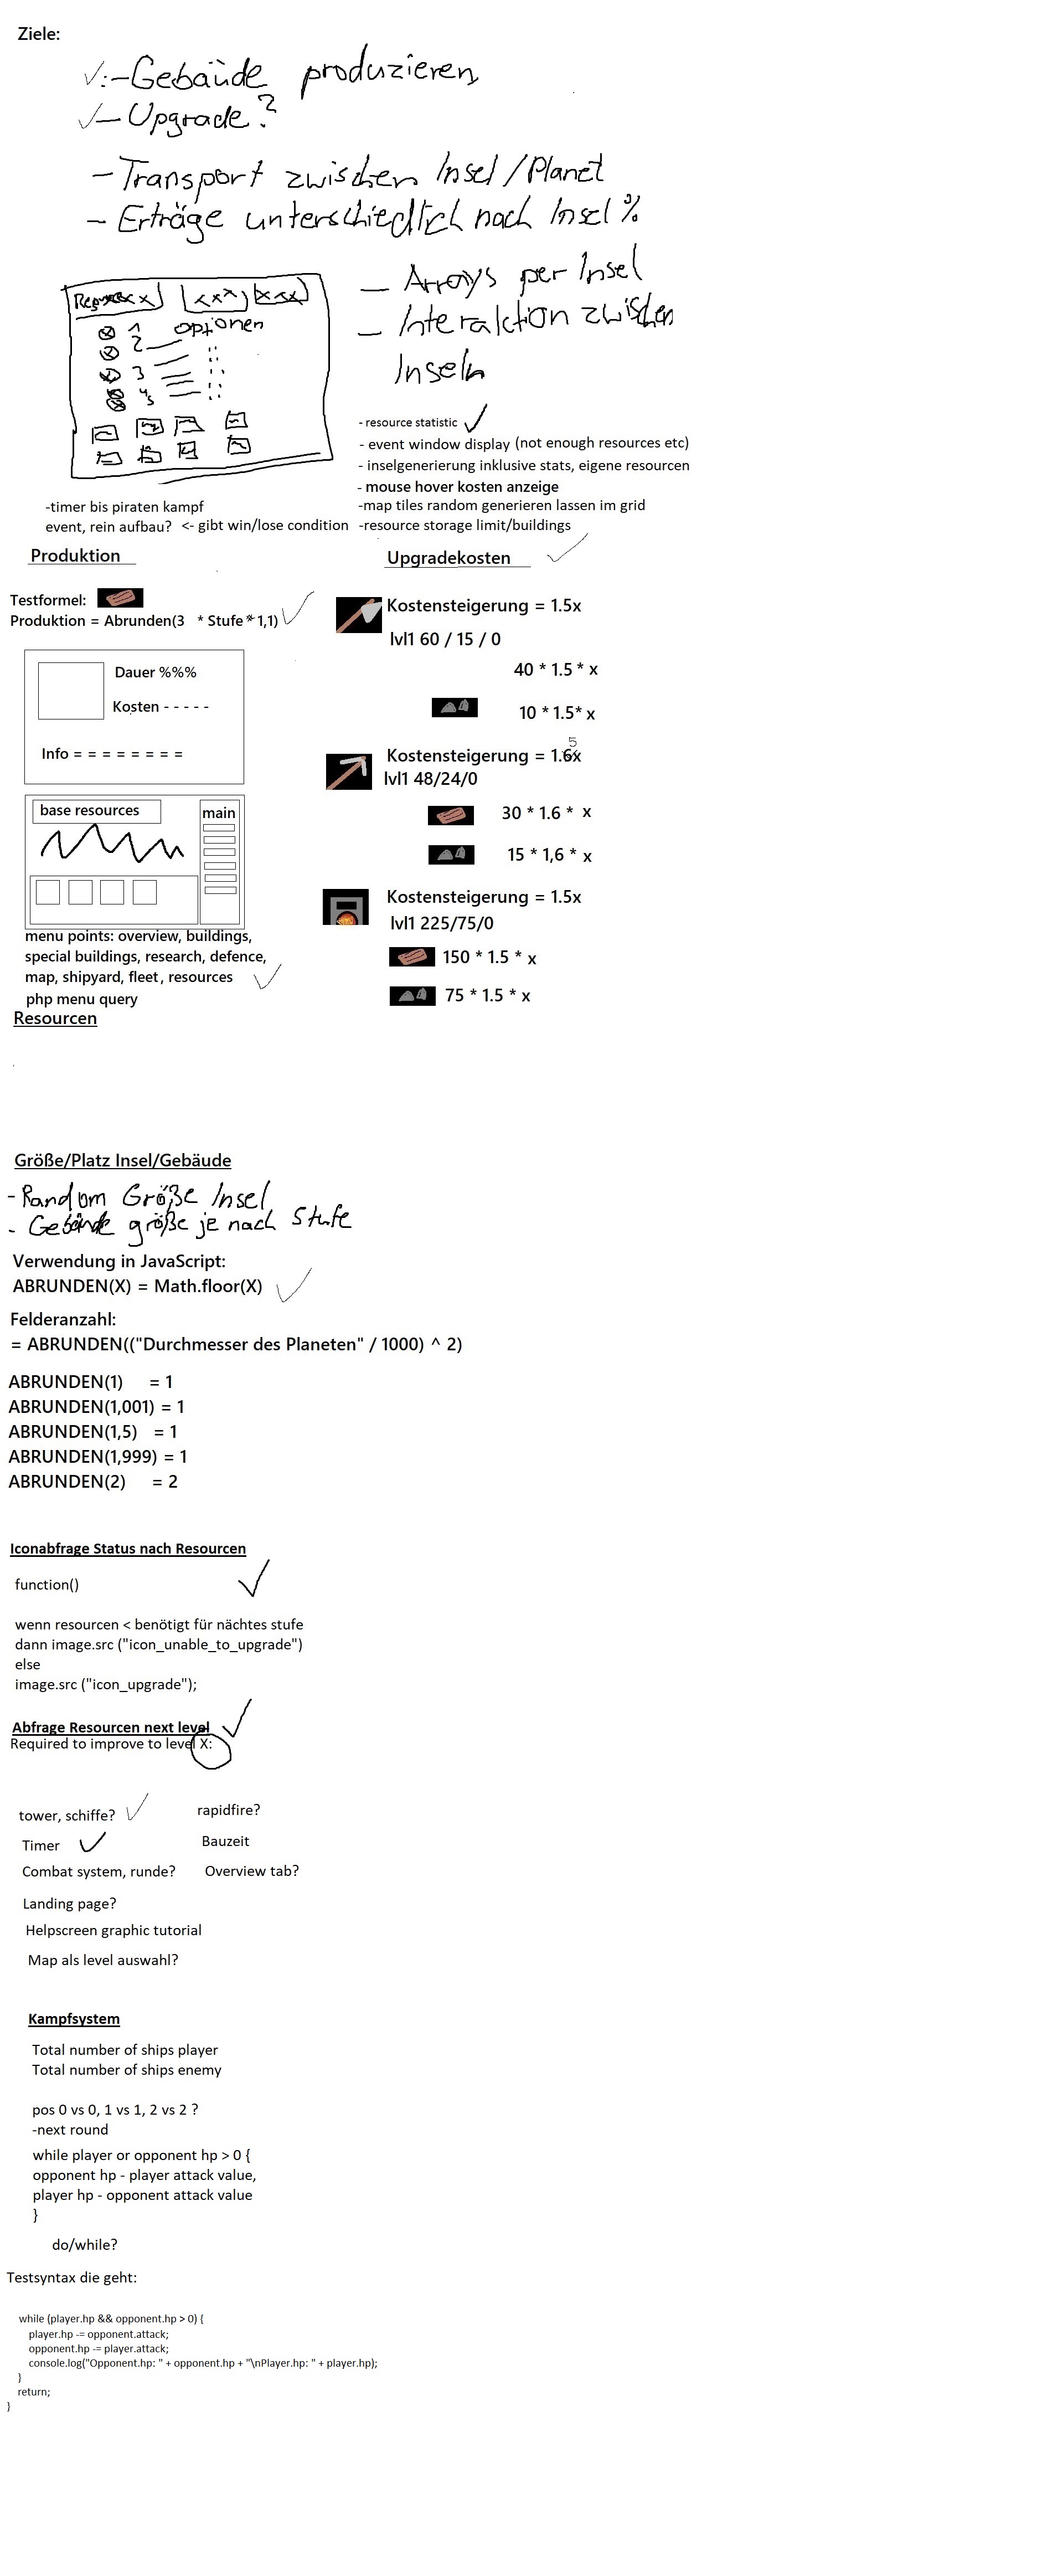 Ziele:
-Gebäude produzieren
- Upgrade?
- Transport zwischen Insel/Planet
- Erträge unterschiedlich nach Insel %
- Arrays per Insel
- Interaktion zwischen
Inseln
xxx xxx
1 optionen
2
3
4
5
- resource statistic
- event window display (not enough resources etc)
- inselgenerierung inklusive stats, eigene resourcen
- mouse hover kosten anzeige
-map tiles random generieren lassen im grid
-resource storage limit/buildings
-timer bis piraten kampf
event, rein aufbau? <- gibt win/lose condition
Produktion
Testformel:
Produktion = Abrunden(3 * Stufe * 1,1)
Dauer %%%
Kosten - - - - -
Info = = = = = = = =
base resources
main
menu points: overview, buildings,
special buildings, research, defence,
map, shipyard, fleet, resources
php menu query
Upgradekosten
Kostensteigerung = 1.5x
lvl1 60 / 15 / 0
40 * 1.5 * x
10 * 1.5* x
5
Kostensteigerung = 1.6x
lvl1 48/24/0
30 * 1.6 * x
15 * 1,6 * x
Kostensteigerung = 1.5x
lvl1 225/75/0
150 * 1.5 * x
75 * 1.5 * x
Resourcen
Größe/Platz Insel/Gebäude
- Random Größe Insel
- Gebäude größe je nach Stufe
Verwendung in JavaScript:
ABRUNDEN(X) = Math.floor(X)
Felderanzahl:
= ABRUNDEN(("Durchmesser des Planeten" / 1000) ^ 2)
ABRUNDEN(1) = 1
ABRUNDEN(1,001) = 1
ABRUNDEN(1,5) = 1
ABRUNDEN(1,999) = 1
ABRUNDEN(2) = 2
Iconabfrage Status nach Resourcen
function()
wenn resourcen < benötigt für nächtes stufe
dann image.src ("icon_unable_to_upgrade")
else
image.src ("icon_upgrade");
Abfrage Resourcen next level
Required to improve to level X:
tower, schiffe? rapidfire?
Timer Bauzeit
Combat system, runde? Overview tab?
Landing page?
Helpscreen graphic tutorial
Map als level auswahl?
Kampfsystem
Total number of ships player
Total number of ships enemy
pos 0 vs 0, 1 vs 1, 2 vs 2 ?
-next round
while player or opponent hp > 0 {
opponent hp - player attack value,
player hp - opponent attack value
}
do/while?
Testsyntax die geht:
while (player.hp && opponent.hp > 0) {
player.hp -= opponent.attack;
opponent.hp -= player.attack;
console.log("Opponent.hp: " + opponent.hp + "\nPlayer.hp: " + player.hp);
}
return;
}